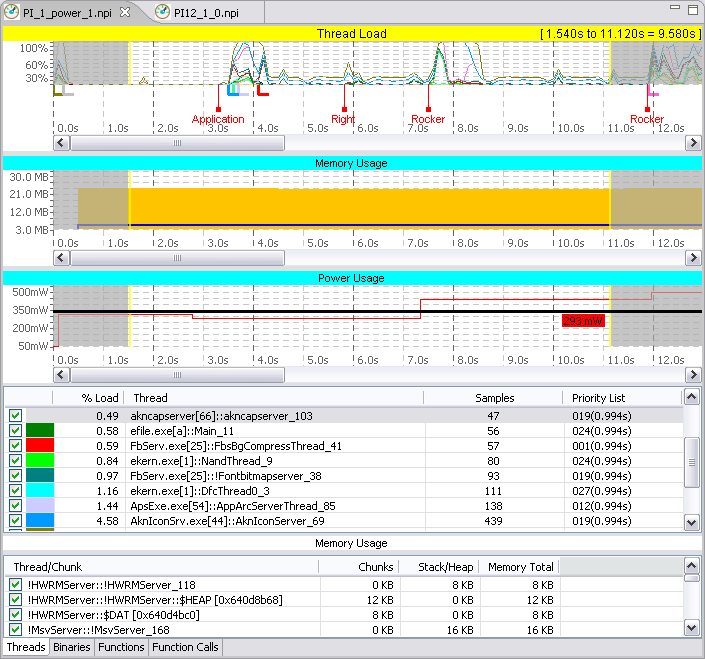 PI_1_power_1.npi PI12_1_0.npi
Thread Load [ 1.540s to 11.120s = 9.580s ]
100%
60%
30%
Application Right Rocker Rocker
0.0s 1.0s 2.0s 3.0s 4.0s 5.0s 6.0s 7.0s 8.0s 9.0s 10.0s 11.0s 12.0s
Memory Usage
30.0 MB
21.0 MB
12.0 MB
3.0 MB
0.0s 1.0s 2.0s 3.0s 4.0s 5.0s 6.0s 7.0s 8.0s 9.0s 10.0s 11.0s 12.0s
Power Usage
500mW
350mW
293 mW
200mW
50mW
0.0s 1.0s 2.0s 3.0s 4.0s 5.0s 6.0s 7.0s 8.0s 9.0s 10.0s 11.0s 12.0s
% Load Thread Samples Priority List
0.49 akncapserver[66]::akncapserver_103 47 019(0.994s)
0.58 efile.exe[a]::Main_11 56 024(0.994s)
0.59 FbServ.exe[25]::FbsBgCompressThread_41 57 001(0.994s)
0.84 ekern.exe[1]::NandThread_9 80 024(0.994s)
0.97 FbServ.exe[25]::!Fontbitmapserver_38 93 019(0.994s)
1.16 ekern.exe[1]::DfcThread0_3 111 027(0.994s)
1.44 ApsExe.exe[54]::AppArcServerThread_85 138 012(0.994s)
4.58 AknIconSrv.exe[44]::AknIconServer_69 439 019(0.994s)
Memory Usage
Thread/Chunk Chunks Stack/Heap Memory Total
!HWRMServer::!HWRMServer_118 0 KB 8 KB 8 KB
!HWRMServer::!HWRMServer::$HEAP [0x640d8b68] 12 KB 0 KB 12 KB
!HWRMServer::$DAT [0x640d4bc0] 8 KB 0 KB 8 KB
!MsvServer::!MsvServer_168 0 KB 16 KB 16 KB
Threads Binaries Functions Function Calls